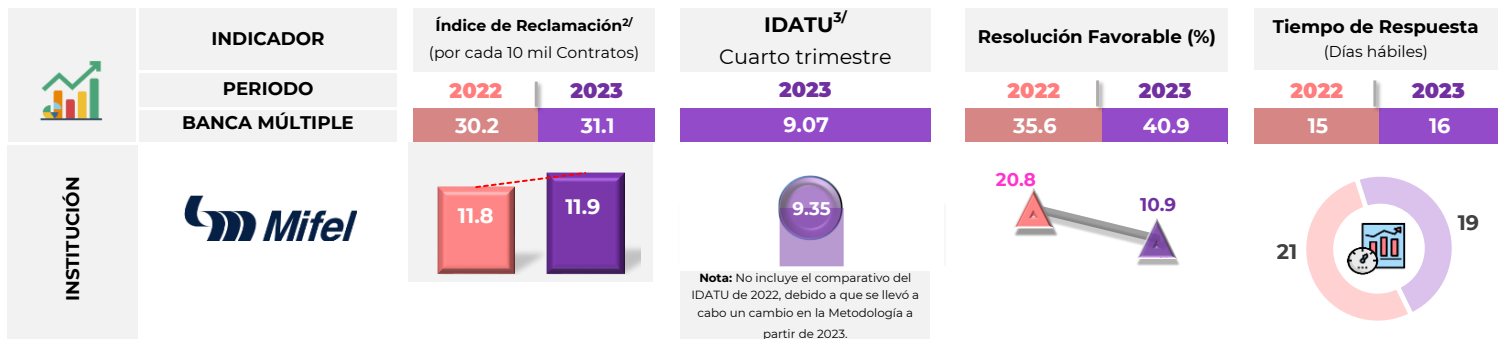 INDICADOR
Índice de Reclamación2/
(por cada 10 mil Contratos)
IDATU3/
Cuarto trimestre
Resolución Favorable (%)
Tiempo de Respuesta
(Días hábiles)
PERIODO
2022 2023
2023
2022 2023
2022 2023
BANCA MÚLTIPLE
30.2 31.1
9.07
35.6 40.9
15 16
INSTITUCIÓN
Mifel
11.8 11.9
9.35
Nota: No incluye el comparativo del
IDATU de 2022, debido a que se llevó a
cabo un cambio en la Metodología a
partir de 2023.
20.8
10.9
21
19